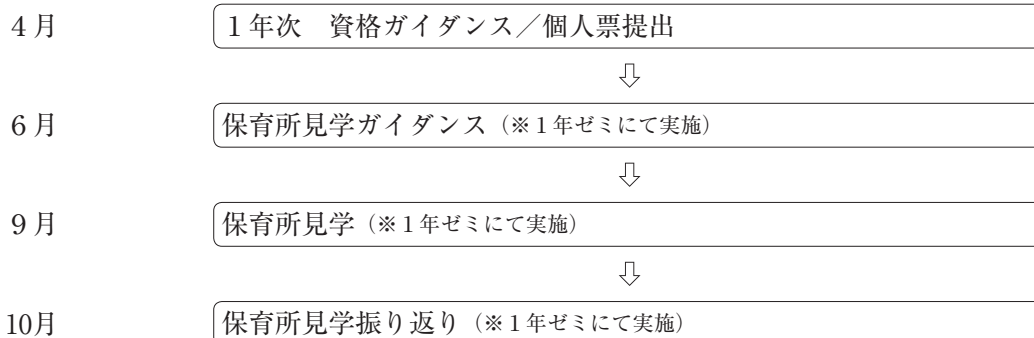 ４月　１年次　資格ガイダンス／個人票提出
⇩
６月　保育所見学ガイダンス（※１年ゼミにて実施）
⇩
９月　保育所見学（※１年ゼミにて実施）
⇩
10月　保育所見学振り返り（※１年ゼミにて実施）